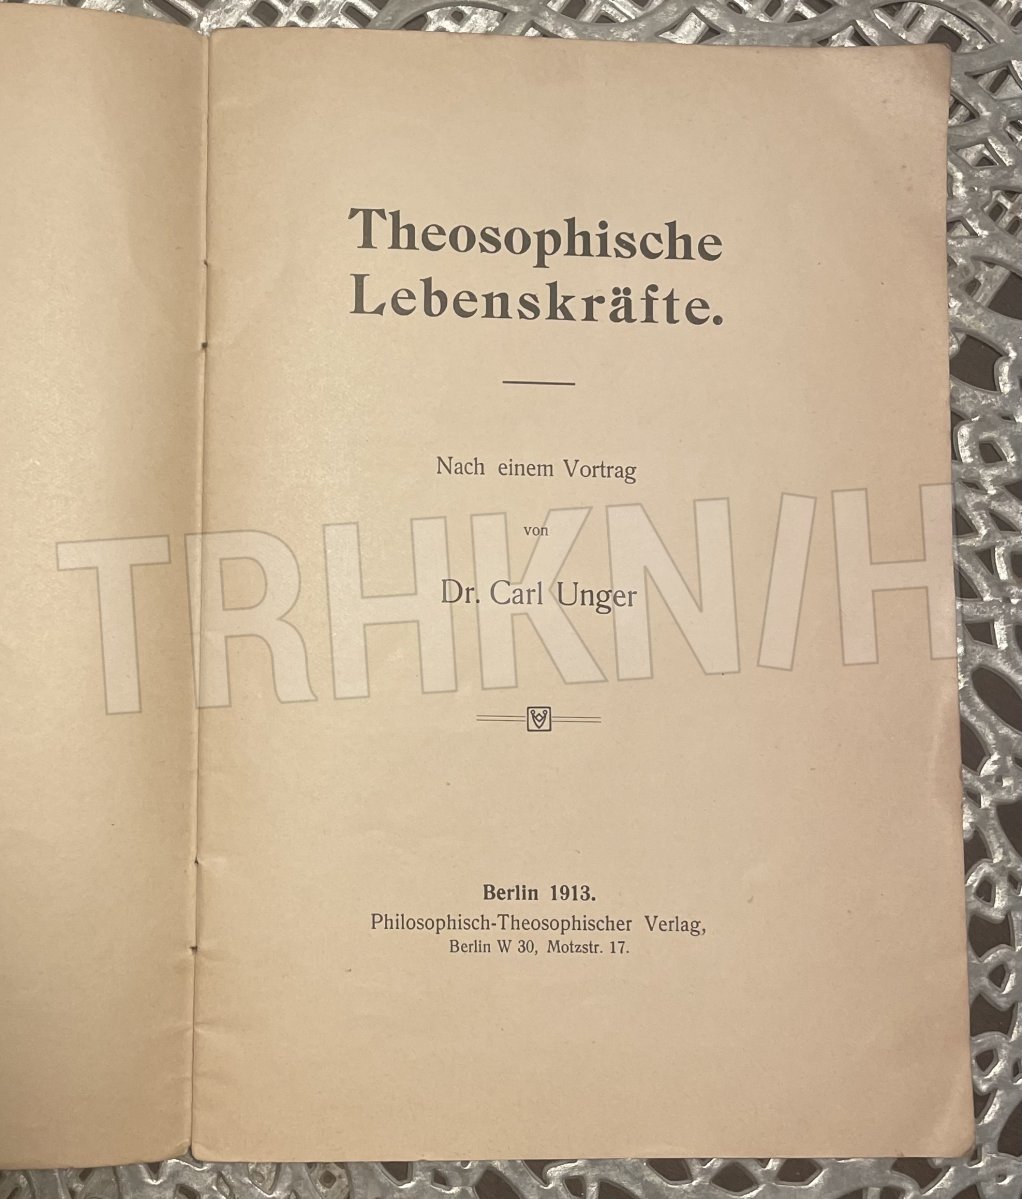 Theosophische
Lebenskräfte.
Nach einem Vortrag
von
TRHKN/H
Dr. Carl Unger
Berlin 1913.
Philosophisch-Theosophischer Verlag,
Berlin W 30, Motzstr. 17.